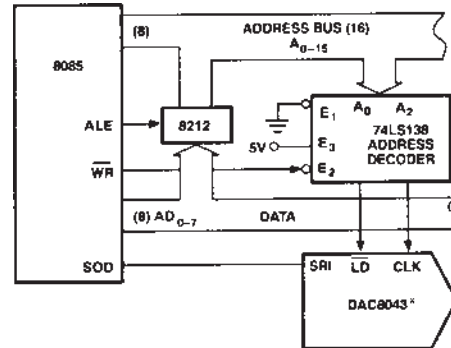 (8)
ADDRESS BUS (16)
A0–15
8085
ALE
8212
E1 A0 A2
74LS138
ADDRESS
DECODER
5V
E3
E2
WR
(8) AD0–7 DATA
SOD
SRI LD CLK
DAC8043*